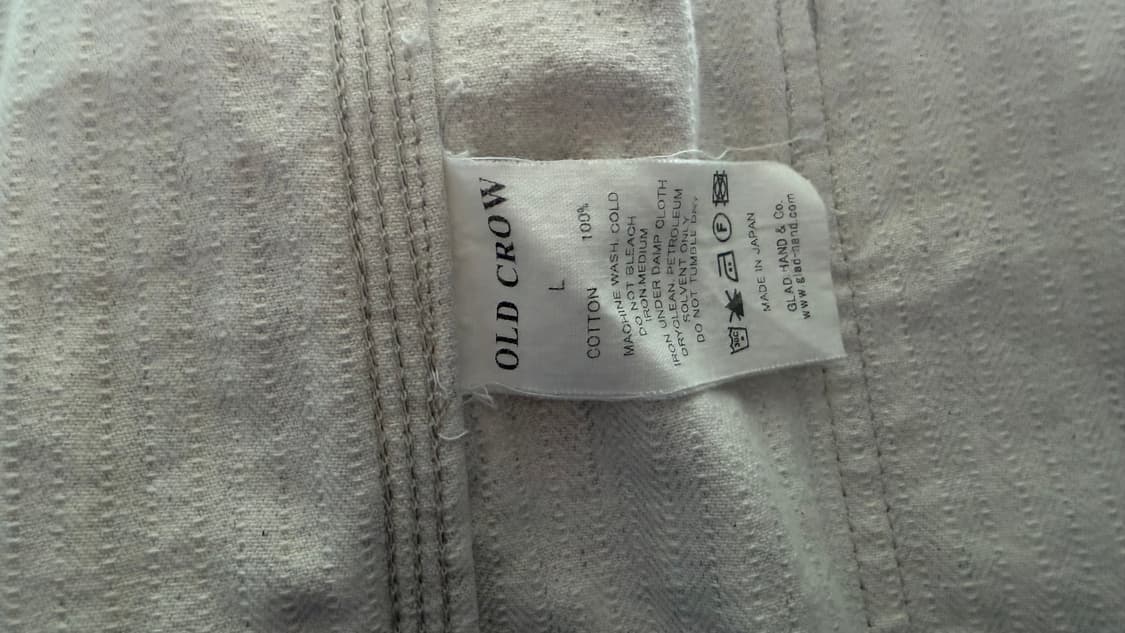 OLD CROW
L
COTTON 100%
MACHINE WASH, COLD
DO NOT BLEACH
IRON,MEDIUM
IRON UNDER DAMP CLOTH
DRYCLEAN, PETROLEUM
SOLVENT ONLY
DO NOT TUMBLE DRY
30C F
MADE IN JAPAN
GLAD HAND & Co.
www.glad-hand.com